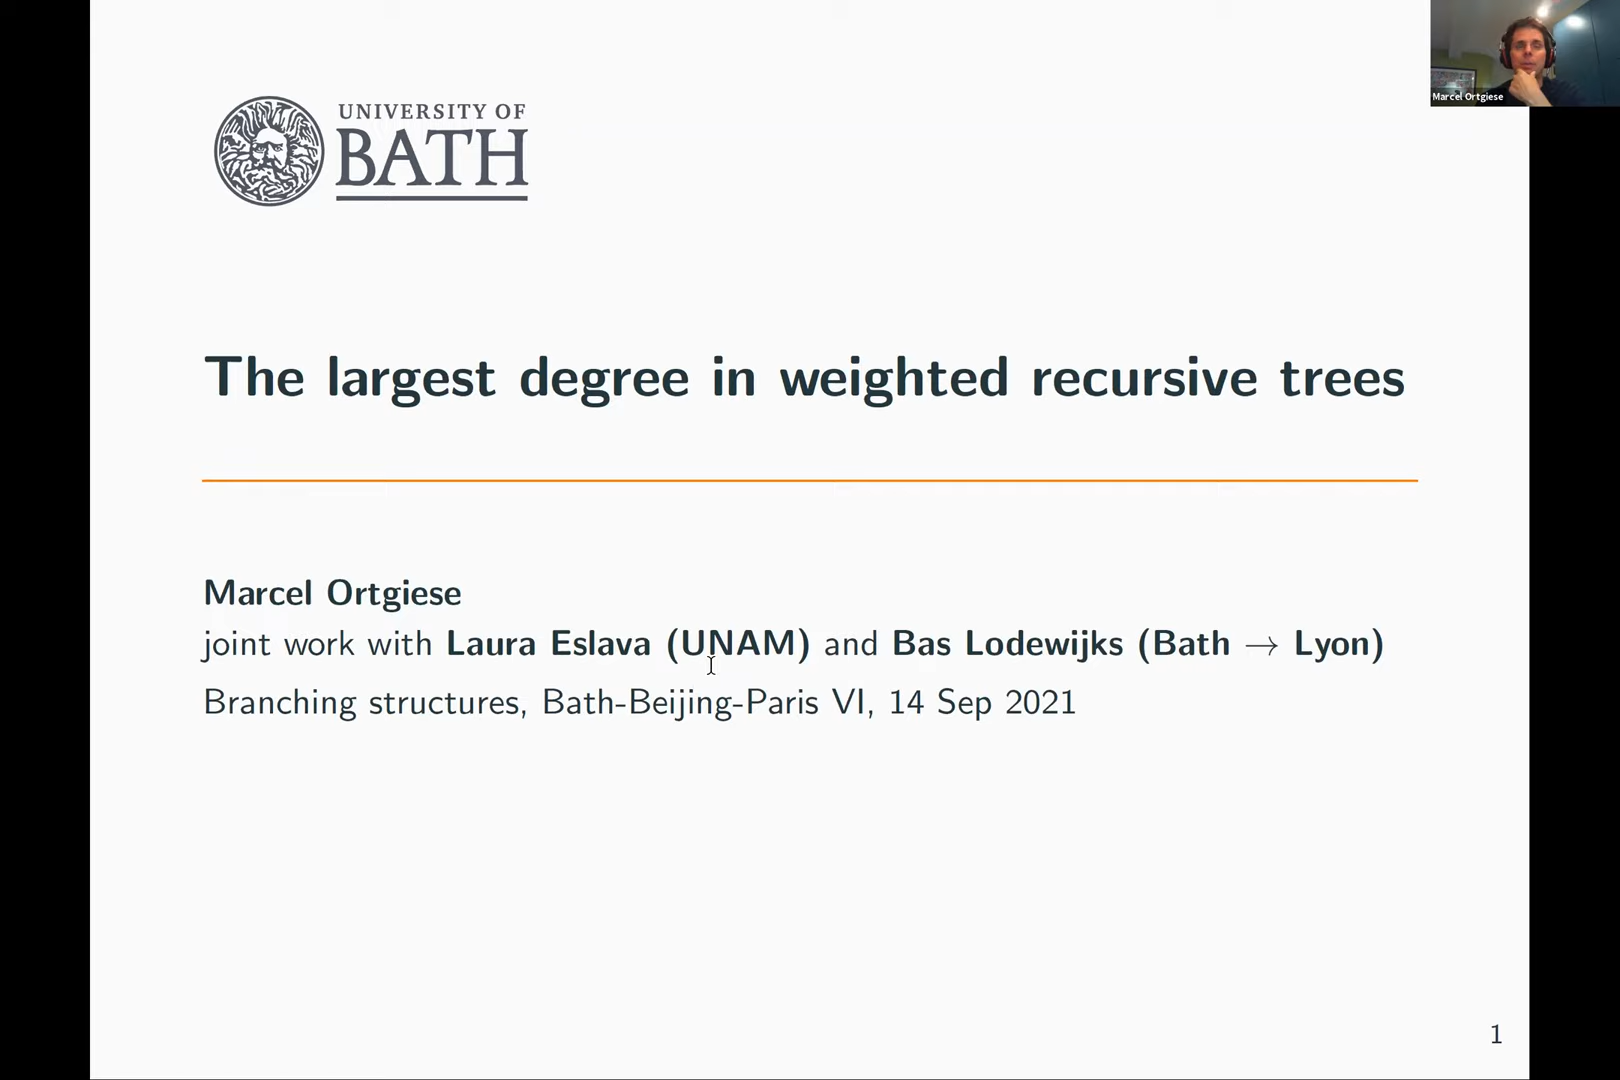 UNIVERSITY OF
BATH
Marcel Ortgiese
The largest degree in weighted recursive trees
Marcel Ortgiese
joint work with Laura Eslava (UNAM) and Bas Lodewijks (Bath → Lyon)
Branching structures, Bath-Beijing-Paris VI, 14 Sep 2021
1